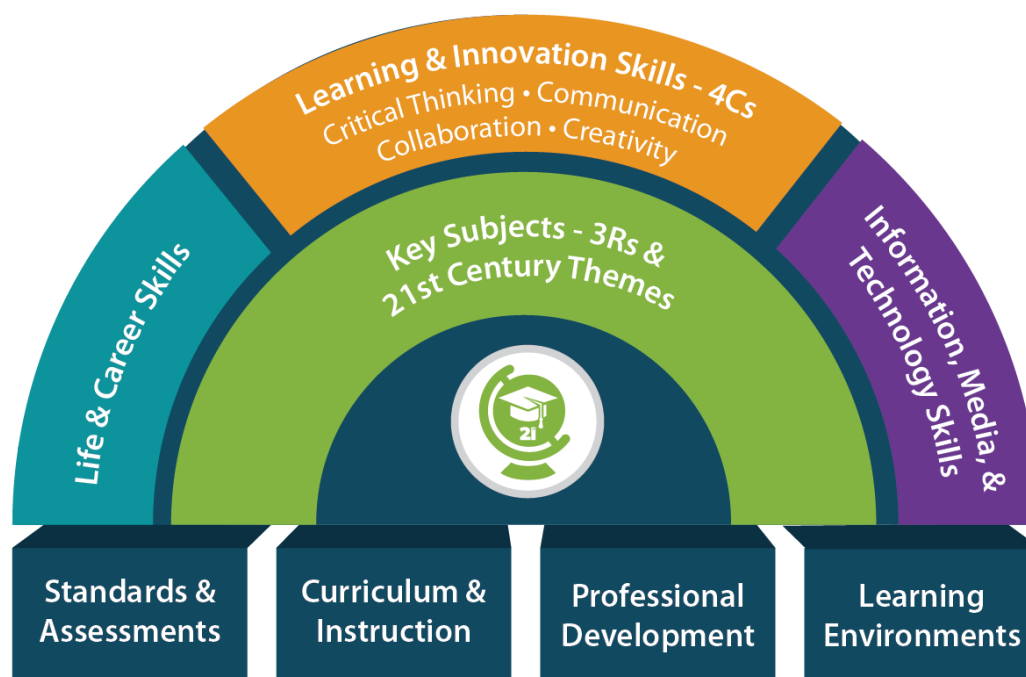 Learning & Innovation Skills - 4Cs
Critical Thinking • Communication
Collaboration • Creativity
Life & Career Skills
Key Subjects - 3Rs &
21st Century Themes
Information, Media, &
Technology Skills
2i
Standards &
Assessments
Curriculum &
Instruction
Professional
Development
Learning
Environments